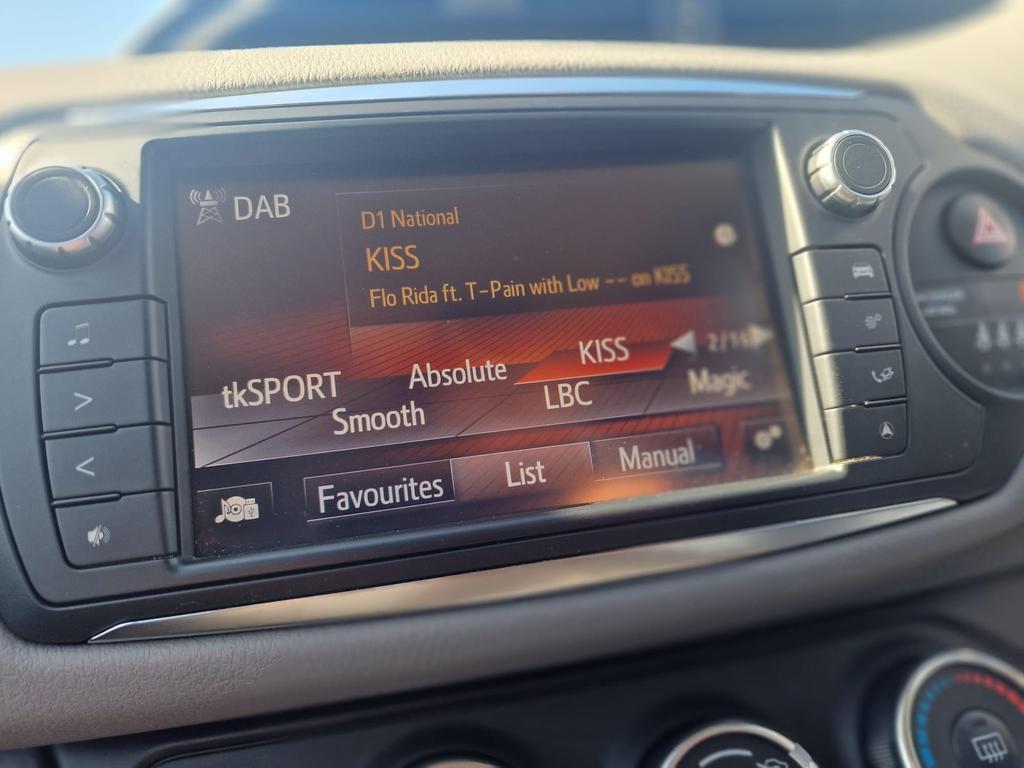 DAB
D1 National
KISS
Flo Rida ft. T-Pain with Low -- on KISS
tkSPORT Absolute KISS
Smooth LBC Magic
Favourites List Manual